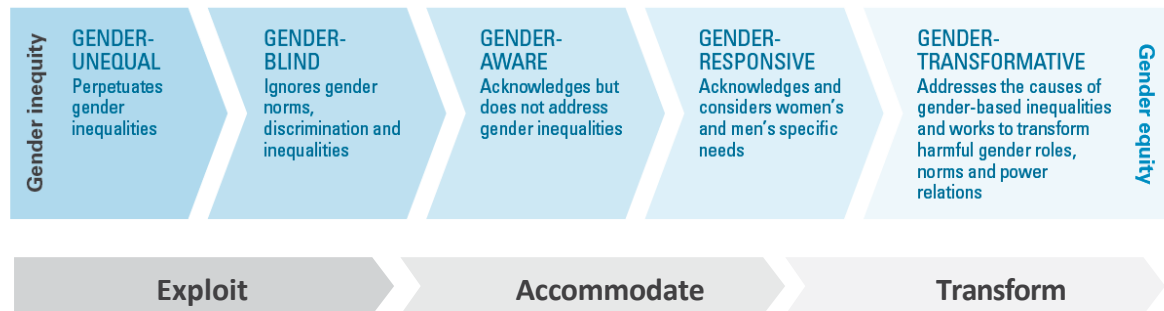 Gender inequity
GENDER-
UNEQUAL
Perpetuates
gender
inequalities
GENDER-
BLIND
Ignores gender
norms,
discrimination and
inequalities
GENDER-
AWARE
Acknowledges but
does not address
gender inequalities
GENDER-
RESPONSIVE
Acknowledges and
considers women’s
and men’s specific
needs
GENDER-
TRANSFORMATIVE
Addresses the causes of
gender-based inequalities
and works to transform
harmful gender roles,
norms and power
relations
Gender equity
Exploit
Accommodate
Transform